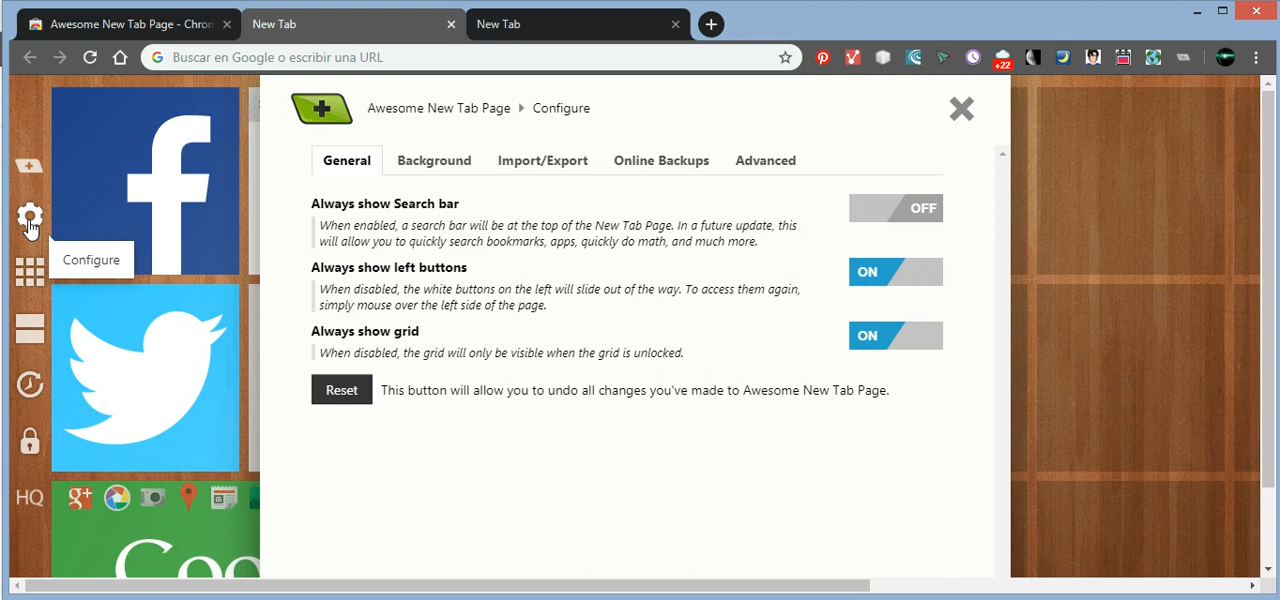 Awesome New Tab Page - Chron
New Tab
New Tab
Buscar en Google o escribir una URL
+22
Awesome New Tab Page
Configure
General
Background
Import/Export
Online Backups
Advanced
Always show Search bar
OFF
When enabled, a search bar will be at the top of the New Tab Page. In a future update, this
will allow you to quickly search bookmarks, apps, quickly do math, and much more.
Always show left buttons
ON
When disabled, the white buttons on the left will slide out of the way. To access them again,
simply mouse over the left side of the page.
Always show grid
ON
When disabled, the grid will only be visible when the grid is unlocked.
Reset
This button will allow you to undo all changes you've made to Awesome New Tab Page.
Configure
HQ
g+